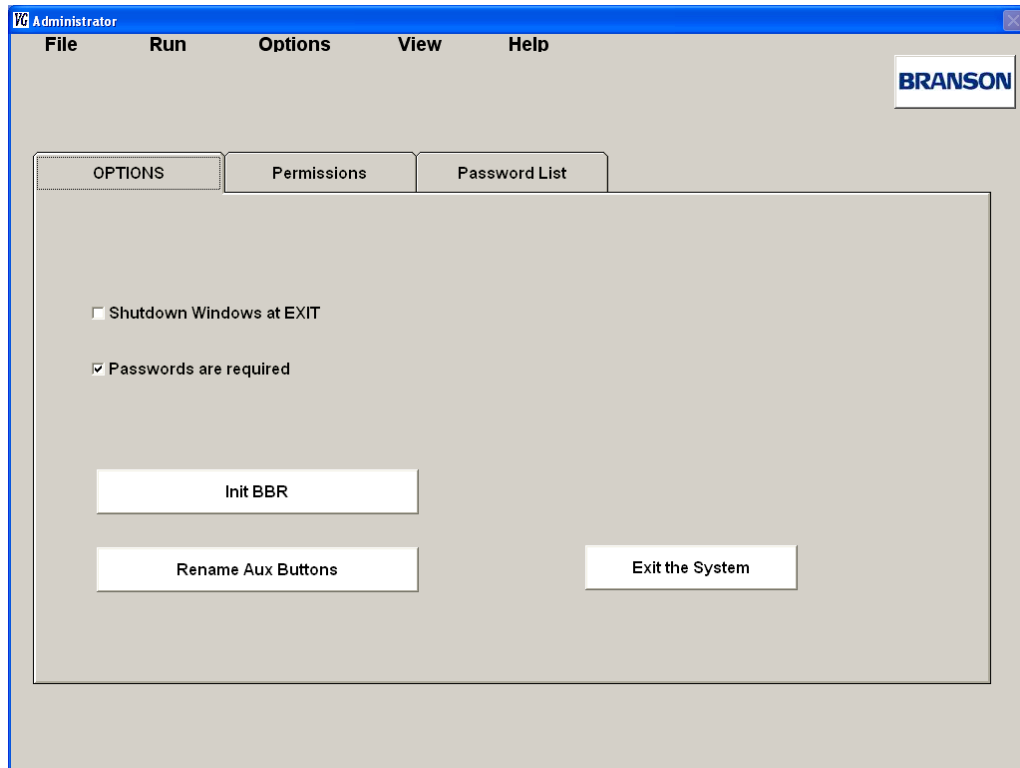 VG Administrator
File Run Options View Help
BRANSON
OPTIONS Permissions Password List
Shutdown Windows at EXIT
Passwords are required
Init BBR
Rename Aux Buttons
Exit the System